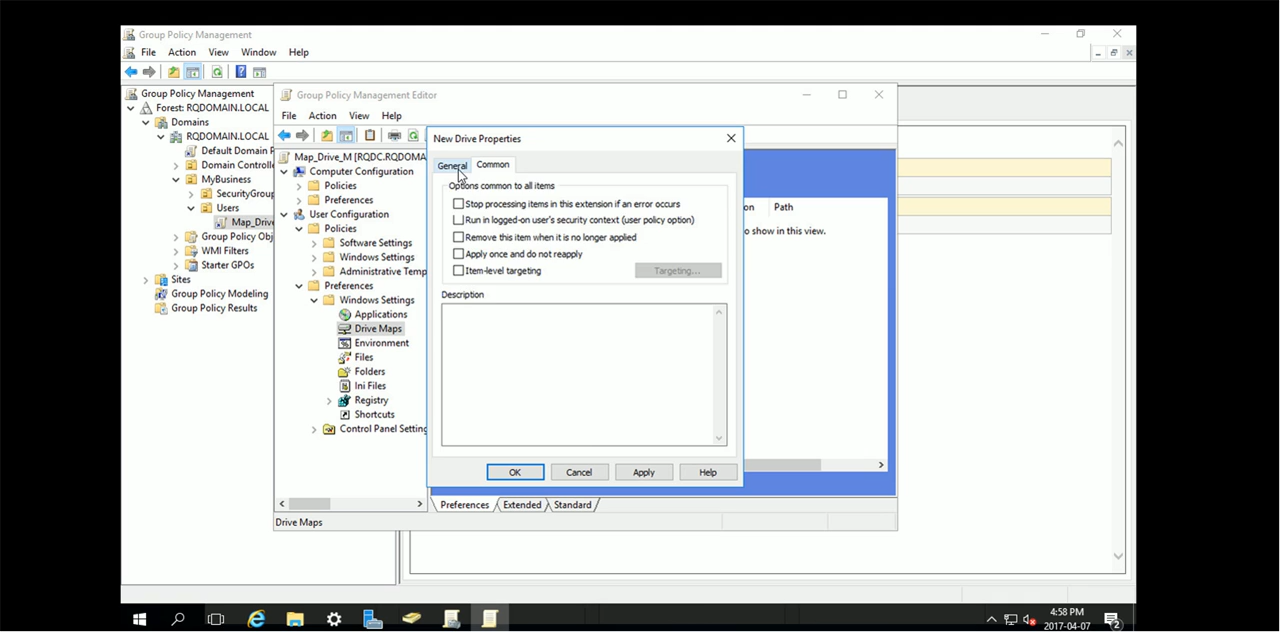 Group Policy Management
File Action View Window Help
Group Policy Management
Forest: RQDOMAIN.LOCAL
Domains
RQDOMAIN.LOCAL
Default Domain P
Domain Controlle
MyBusiness
SecurityGroup
Users
Map_Drive
Group Policy Obj
WMI Filters
Starter GPOs
Sites
Group Policy Modeling
Group Policy Results
Group Policy Management Editor
File Action View Help
Map_Drive_M [RQDC.RQDOMA
Computer Configuration
Policies
Preferences
User Configuration
Policies
Software Settings
Windows Settings
Administrative Temp
Preferences
Windows Settings
Applications
Drive Maps
Environment
Files
Folders
Ini Files
Registry
Shortcuts
Control Panel Setting
New Drive Properties
General Common
Options common to all items
Stop processing items in this extension if an error occurs
Run in logged-on user's security context (user policy option)
Remove this item when it is no longer applied
Apply once and do not reapply
Item-level targeting
Targeting...
Description
OK Cancel Apply Help
on Path
o show in this view.
Preferences Extended Standard
Drive Maps
4:58 PM
2017-04-07
2